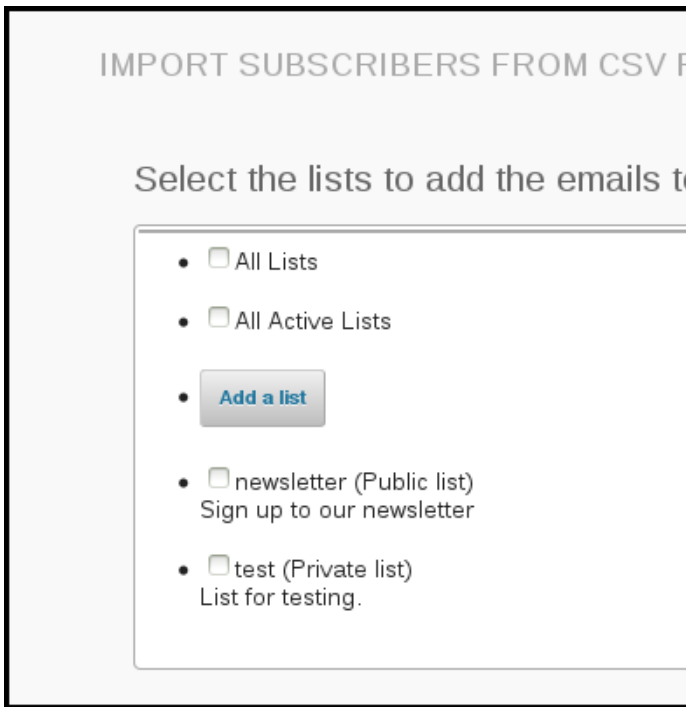 IMPORT SUBSCRIBERS FROM CSV
Select the lists to add the emails
All Lists
All Active Lists
Add a list
newsletter (Public list)
Sign up to our newsletter
test (Private list)
List for testing.